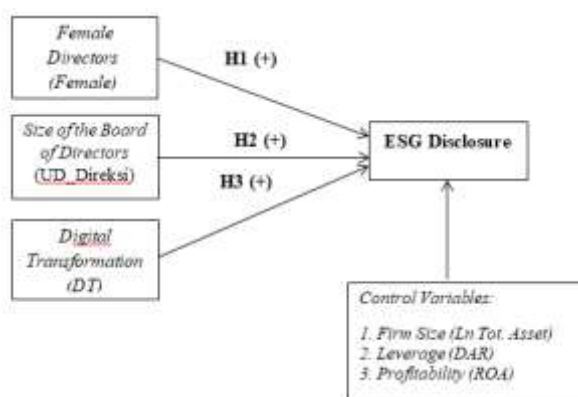 Female
Directors
(Female)
H1 (+)
Size of the Board
of Directors
(UD_Direksi)
H2 (+)
ESG Disclosure
H3 (+)
Digital
Transformation
(DT)
Control Variables:
1. Firm Size (Ln Tot. Asset)
2. Leverage (DAR)
3. Profitability (ROA)